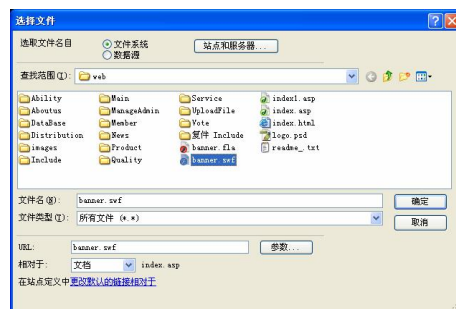 选择文件
选取文件名自
文件系统
站点和服务器...
数据源
查找范围(I):
web
Ability
Main
Service
index1.asp
Aboutus
ManageAdmin
UploadFile
index.asp
DataBase
Member
Vote
index.html
Distribution
News
复件 Include
logo.psd
images
Product
banner.fla
readme_.txt
Include
Quality
banner.swf
文件名(N):
banner.swf
确定
文件类型(T):
所有文件 (*.*)
取消
URL:
banner.swf
参数...
相对于:
文档
index.asp
在站点定义中更改默认的链接相对于